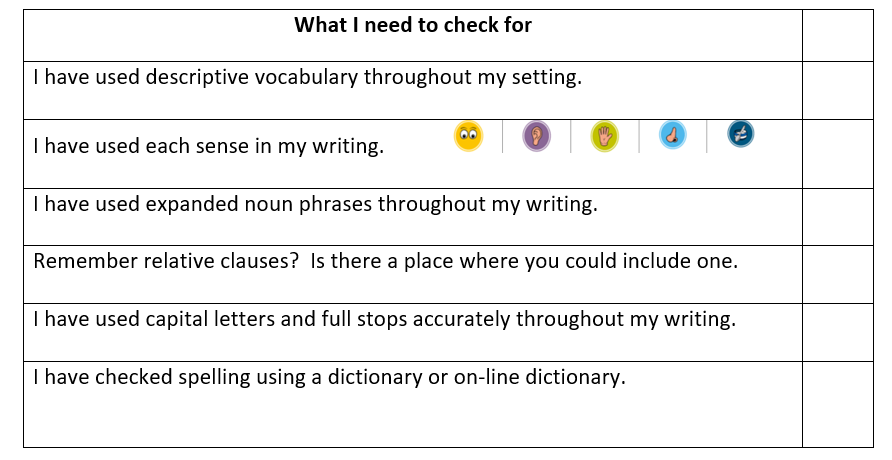 What I need to check for
I have used descriptive vocabulary throughout my setting.
I have used each sense in my writing.
I have used expanded noun phrases throughout my writing.
Remember relative clauses?  Is there a place where you could include one.
I have used capital letters and full stops accurately throughout my writing.
I have checked spelling using a dictionary or on-line dictionary.